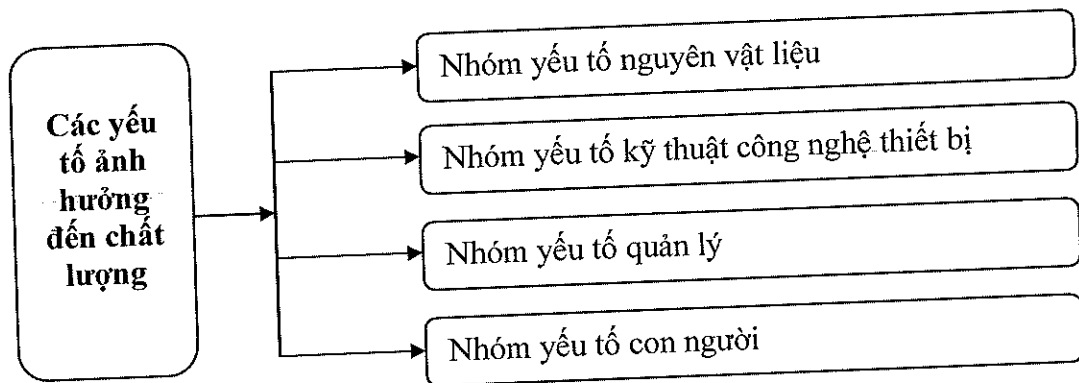 Các yếu
tố ảnh
hưởng
đến chất
lượng
Nhóm yếu tố nguyên vật liệu
Nhóm yếu tố kỹ thuật công nghệ thiết bị
Nhóm yếu tố quản lý
Nhóm yếu tố con người